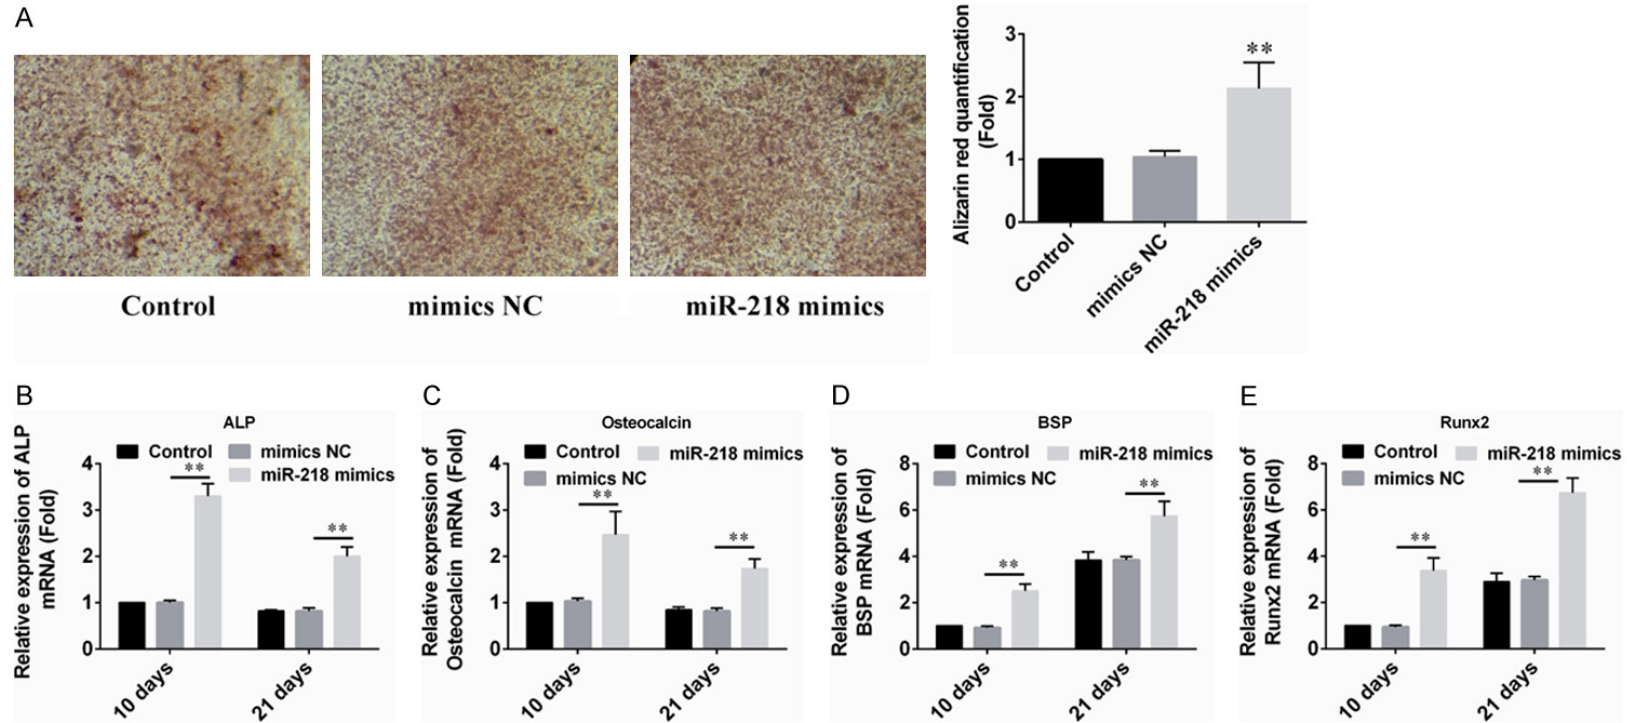 A
Control
mimics NC
miR-218 mimics
Alizarin red quantification
(Fold)
3
2
1
0
**
Control
mimics NC
miR-218 mimics
B
ALP
Relative expression of ALP
mRNA (Fold)
Control
mimics NC
miR-218 mimics
4
3
2
1
0
**
**
10 days
21 days
C
Osteocalcin
Relative expression of
Osteocalcin mRNA (Fold)
Control
miR-218 mimics
mimics NC
4
3
2
1
0
**
**
10 days
21 days
D
BSP
Relative expression of
BSP mRNA (Fold)
Control
miR-218 mimics
mimics NC
8
6
4
2
0
**
**
10 days
21 days
E
Runx2
Relative expression of
Runx2 mRNA (Fold)
Control
miR-218 mimics
mimics NC
8
6
4
2
0
**
**
10 days
21 days